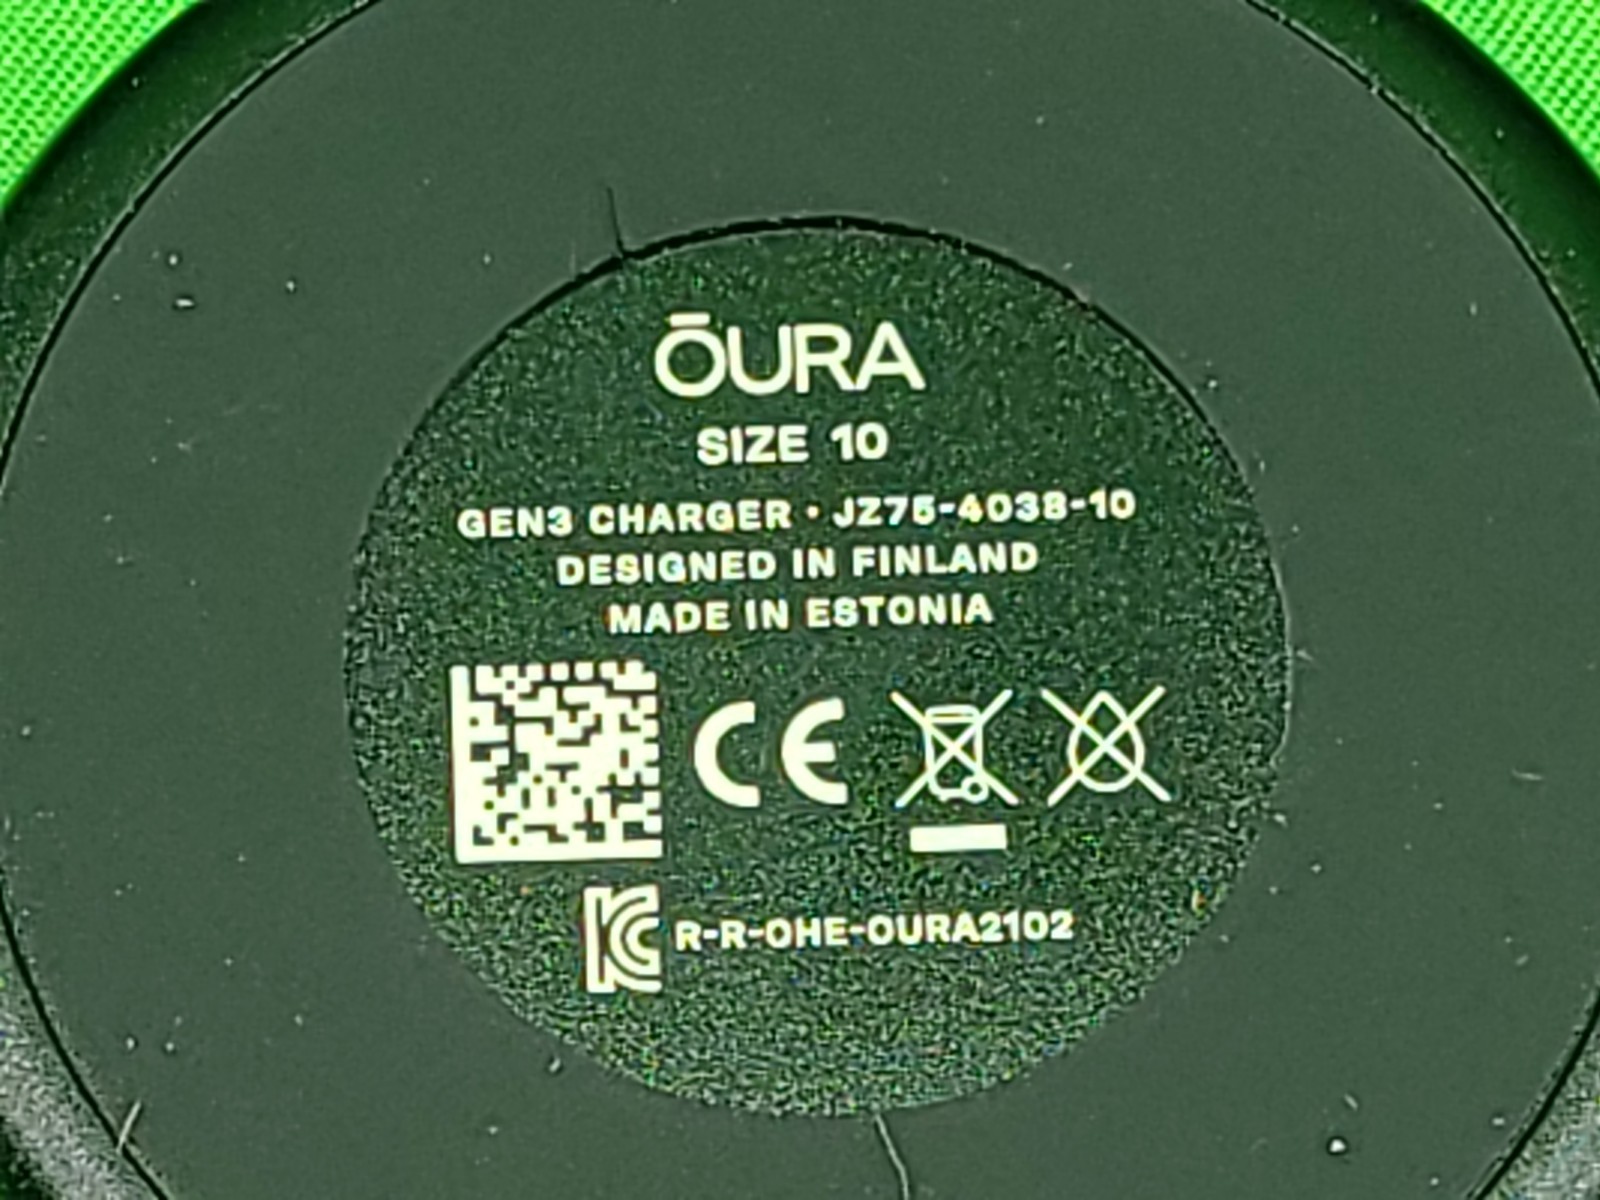 ŌURA
SIZE 10
GEN3 CHARGER · JZ75-4038-10
DESIGNED IN FINLAND
MADE IN ESTONIA
CE
R-R-OHE-OURA2102